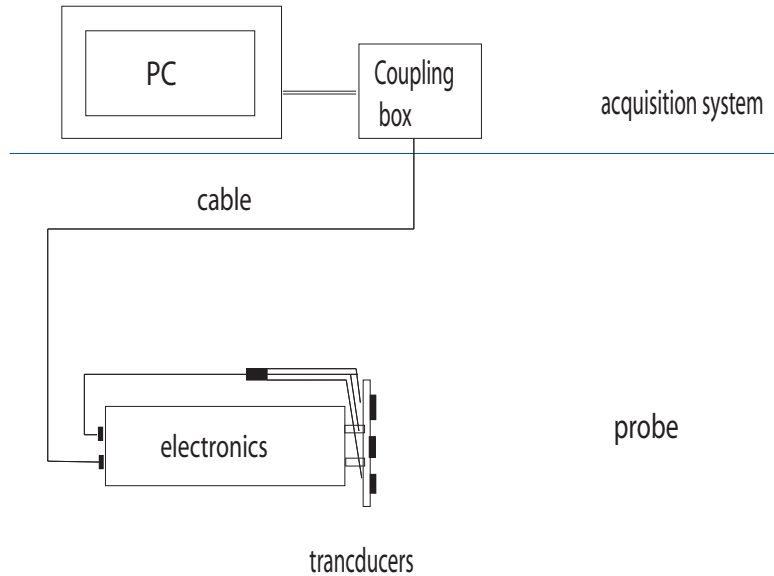 PC
Coupling
box
acquisition system
cable
electronics
probe
trancducers